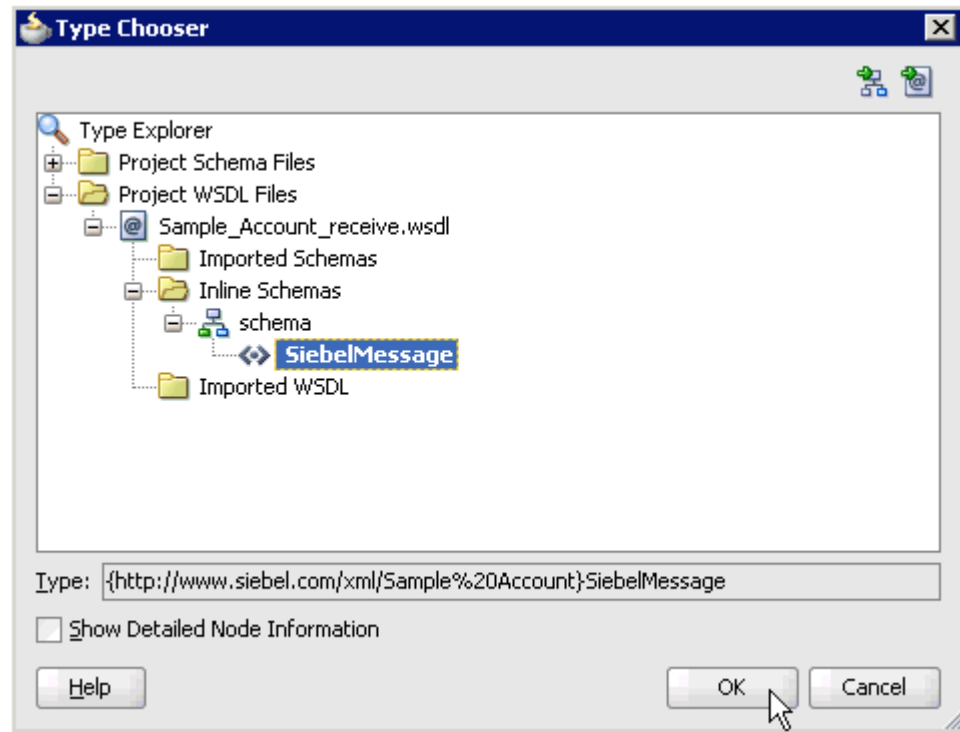 Type Chooser
Type Explorer
Project Schema Files
Project WSDL Files
Sample_Account_receive.wsdl
Imported Schemas
Inline Schemas
schema
SiebelMessage
Imported WSDL
Type: {http://www.siebel.com/xml/Sample%20Account}SiebelMessage
Show Detailed Node Information
Help OK Cancel